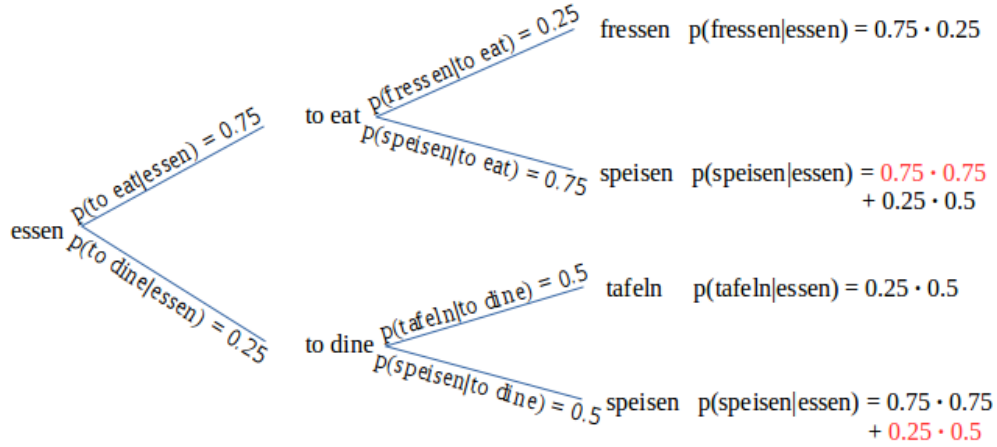 p(fressen|to eat) = 0.25
fressen p(fressen|essen) = 0.75 · 0.25
p(to eat|essen) = 0.75
to eat
p(speisen|to eat) = 0.75
speisen p(speisen|essen) = 0.75 · 0.75
+ 0.25 · 0.5
essen
p(to dine|essen) = 0.25
p(tafeln|to dine) = 0.5
tafeln p(tafeln|essen) = 0.25 · 0.5
to dine
p(speisen|to dine) = 0.5
speisen p(speisen|essen) = 0.75 · 0.75
+ 0.25 · 0.5